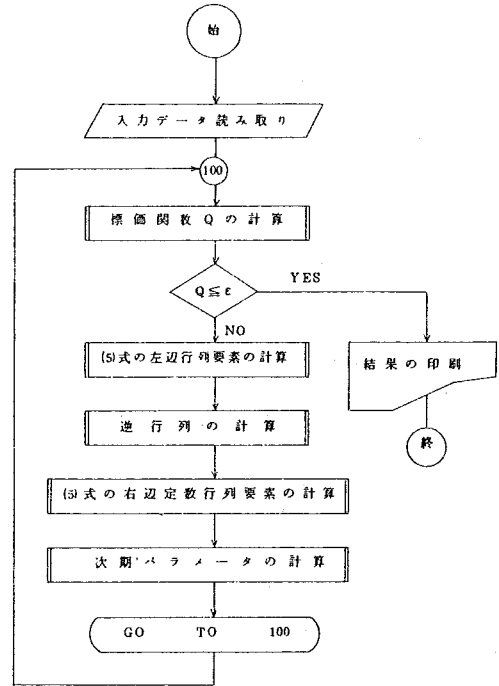 始
入力データ読み取り
100
標価関数Qの計算
Q≦ε
YES
NO
(5)式の左辺行列要素の計算
結果の印刷
逆行列の計算
終
(5)式の右辺定数行列要素の計算
次期パラメータの計算
GO TO 100